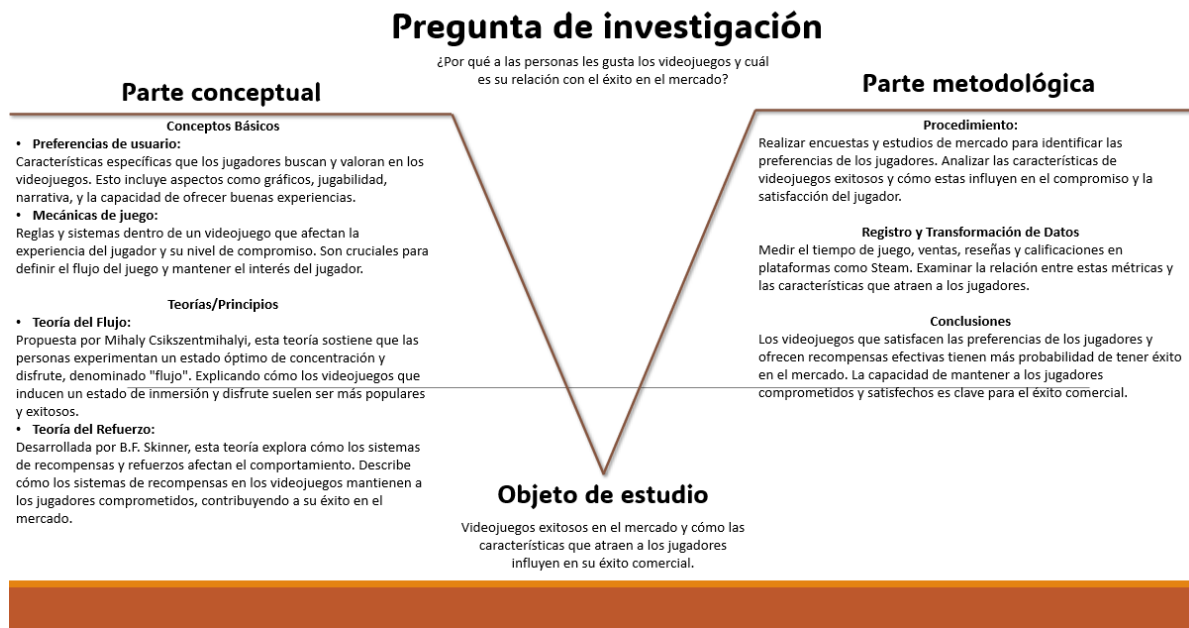 Pregunta de investigación
¿Por qué a las personas les gusta los videojuegos y cuál
es su relación con el éxito en el mercado?
Parte conceptual
Conceptos Básicos
• Preferencias de usuario:
Características específicas que los jugadores buscan y valoran en los
videojuegos. Esto incluye aspectos como gráficos, jugabilidad,
narrativa, y la capacidad de ofrecer buenas experiencias.
• Mecánicas de juego:
Reglas y sistemas dentro de un videojuego que afectan la
experiencia del jugador y su nivel de compromiso. Son cruciales para
definir el flujo del juego y mantener el interés del jugador.
Teorías/Principios
• Teoría del Flujo:
Propuesta por Mihaly Csikszentmihalyi, esta teoría sostiene que las
personas experimentan un estado óptimo de concentración y
disfrute, denominado "flujo". Explicando cómo los videojuegos que
inducen un estado de inmersión y disfrute suelen ser más populares
y exitosos.
• Teoría del Refuerzo:
Desarrollada por B.F. Skinner, esta teoría explora cómo los sistemas
de recompensas y refuerzos afectan el comportamiento. Describe
cómo los sistemas de recompensas en los videojuegos mantienen a
los jugadores comprometidos, contribuyendo a su éxito en el
mercado.
Parte metodológica
Procedimiento:
Realizar encuestas y estudios de mercado para identificar las
preferencias de los jugadores. Analizar las características de
videojuegos exitosos y cómo estas influyen en el compromiso y la
satisfacción del jugador.
Registro y Transformación de Datos
Medir el tiempo de juego, ventas, reseñas y calificaciones en
plataformas como Steam. Examinar la relación entre estas métricas y
las características que atraen a los jugadores.
Conclusiones
Los videojuegos que satisfacen las preferencias de los jugadores y
ofrecen recompensas efectivas tienen más probabilidad de tener éxito
en el mercado. La capacidad de mantener a los jugadores
comprometidos y satisfechos es clave para el éxito comercial.
Objeto de estudio
Videojuegos exitosos en el mercado y cómo las
características que atraen a los jugadores
influyen en su éxito comercial.